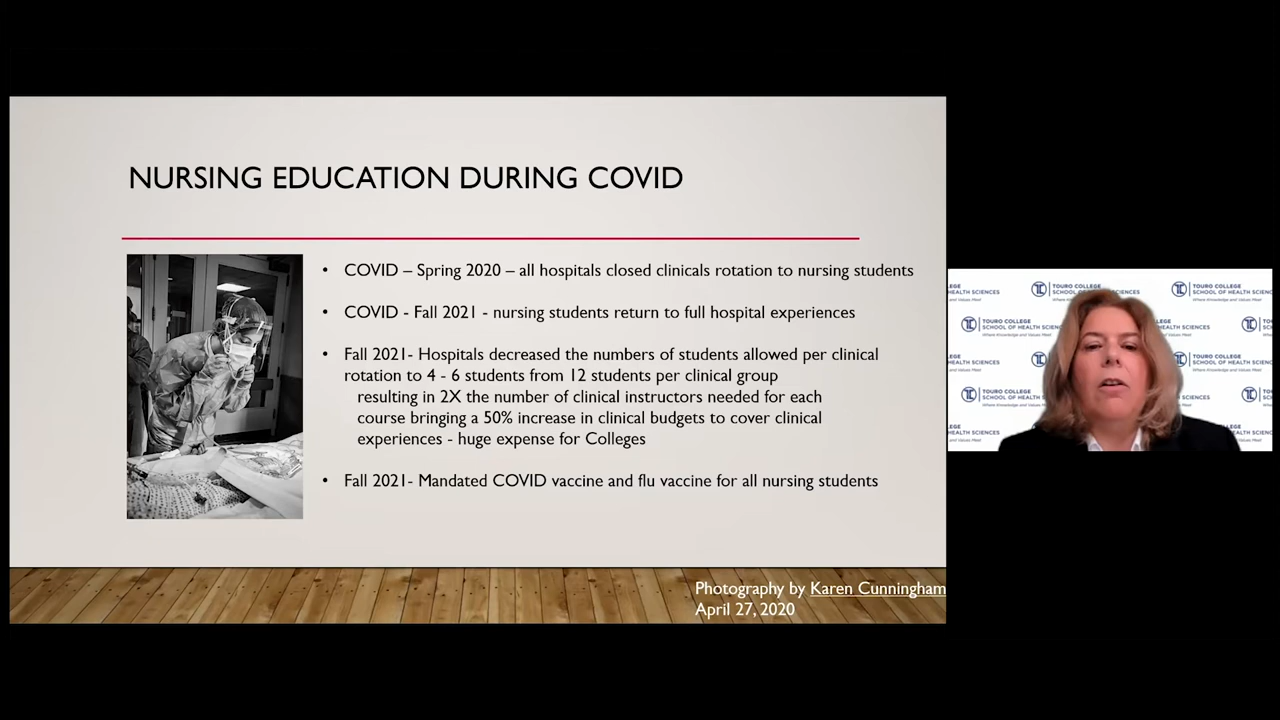 NURSING EDUCATION DURING COVID
• COVID – Spring 2020 – all hospitals closed clinicals rotation to nursing students
• COVID - Fall 2021 - nursing students return to full hospital experiences
• Fall 2021- Hospitals decreased the numbers of students allowed per clinical
rotation to 4 - 6 students from 12 students per clinical group
resulting in 2X the number of clinical instructors needed for each
course bringing a 50% increase in clinical budgets to cover clinical
experiences - huge expense for Colleges
• Fall 2021- Mandated COVID vaccine and flu vaccine for all nursing students
Photography by Karen Cunningham
April 27, 2020
TOURO COLLEGE
SCHOOL OF HEALTH SCIENCES
Where Knowledge and Values Meet